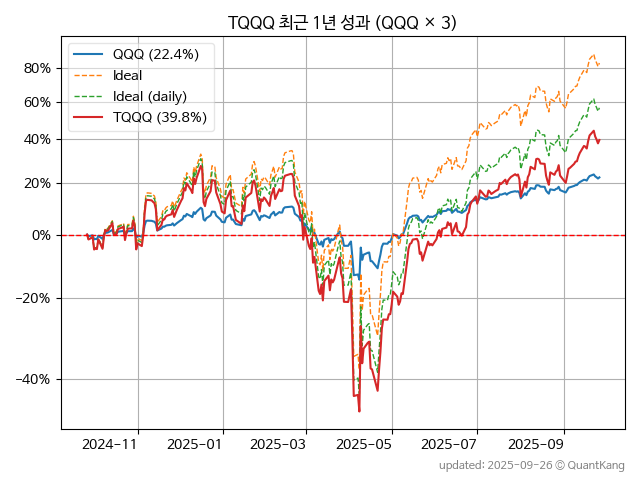 TQQQ 최근 1년 성과 (QQQ × 3)
QQQ (22.4%)
Ideal
Ideal (daily)
TQQQ (39.8%)
80%
60%
40%
20%
0%
−20%
−40%
2024-11 2025-01 2025-03 2025-05 2025-07 2025-09
updated: 2025-09-26 © QuantKang